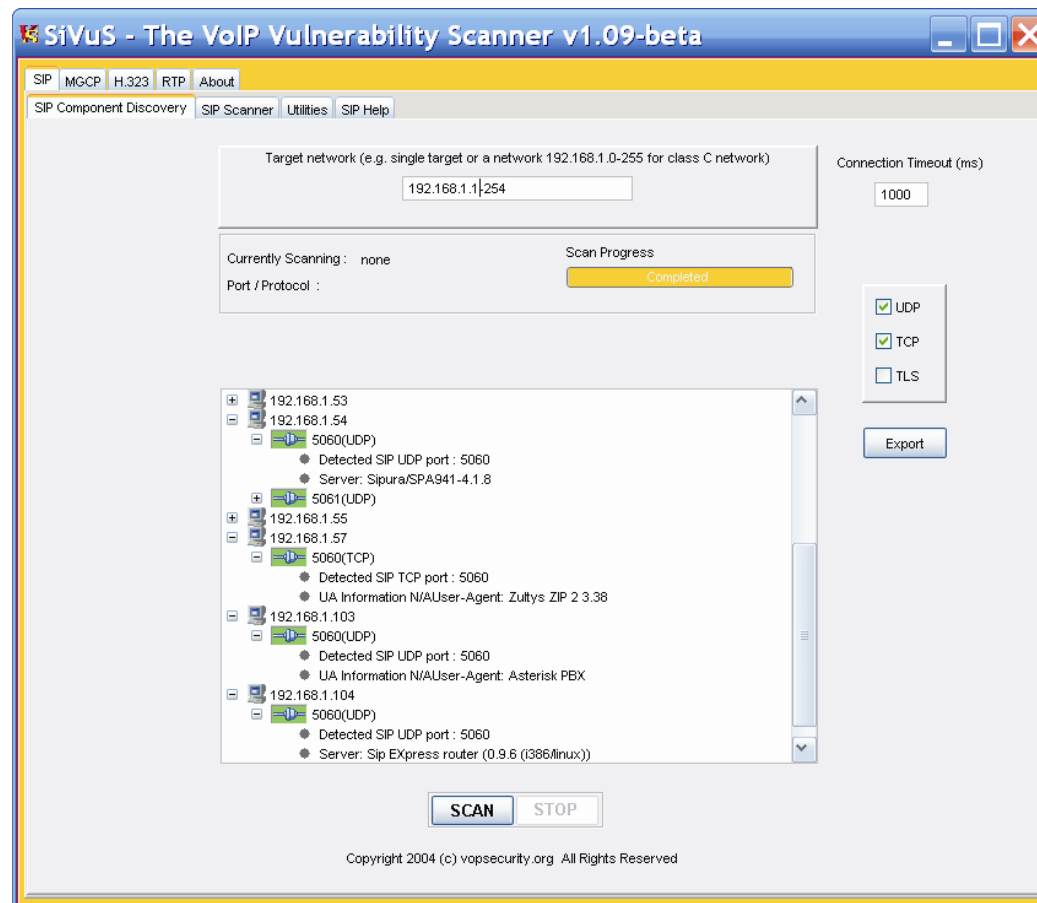 SiVuS - The VoIP Vulnerability Scanner v1.09-beta
SIP MGCP H.323 RTP About
SIP Component Discovery SIP Scanner Utilities SIP Help
Target network (e.g. single target or a network 192.168.1.0-255 for class C network)
192.168.1.1-254
Connection Timeout (ms)
1000
Currently Scanning : none
Port / Protocol :
Scan Progress
Completed
UDP
TCP
TLS
Export
192.168.1.53
192.168.1.54
5060(UDP)
Detected SIP UDP port : 5060
Server: Sipura/SPA941-4.1.8
5061(UDP)
192.168.1.55
192.168.1.57
5060(TCP)
Detected SIP TCP port : 5060
UA Information N/AUser-Agent: Zultys ZIP 2 3.38
192.168.1.103
5060(UDP)
Detected SIP UDP port : 5060
UA Information N/AUser-Agent: Asterisk PBX
192.168.1.104
5060(UDP)
Detected SIP UDP port : 5060
Server: Sip EXpress router (0.9.6 (i386/linux))
SCAN STOP
Copyright 2004 (c) vopsecurity.org All Rights Reserved